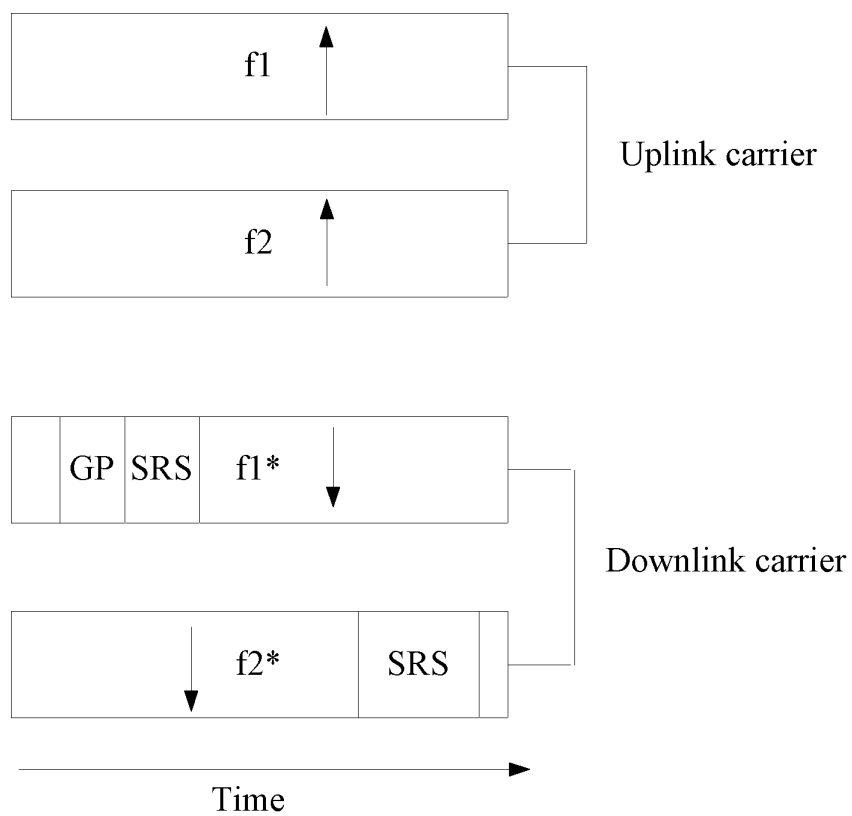 f1
Uplink carrier
f2
GP SRS f1*
Downlink carrier
f2* SRS
Time